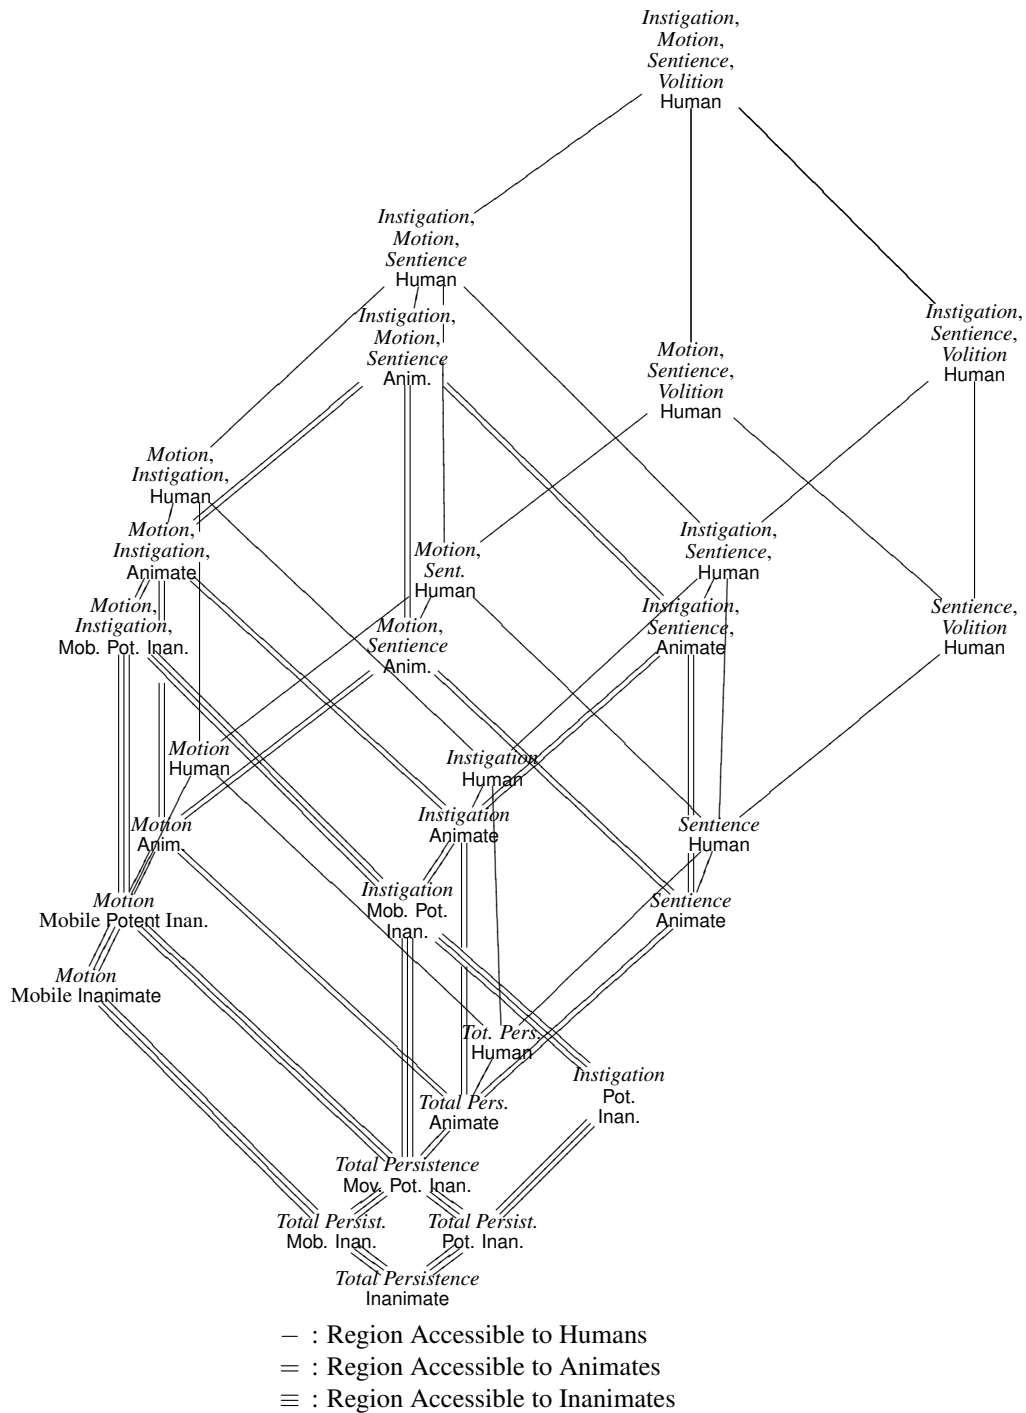 Instigation,
Motion,
Sentience,
Volition
Human
Instigation,
Motion,
Sentience
Human
Instigation,
Motion,
Sentience
Anim.
Motion,
Sentience,
Volition
Human
Instigation,
Sentience,
Volition
Human
Motion,
Instigation,
Human
Motion,
Instigation,
Animate
Motion,
Instigation,
Mob. Pot. Inan.
Motion,
Sent.
Human
Motion,
Sentience
Anim.
Instigation,
Sentience,
Human
Instigation,
Sentience,
Animate
Sentience,
Volition
Human
Motion
Human
Motion
Anim.
Motion
Mobile Potent Inan.
Motion
Mobile Inanimate
Instigation
Human
Instigation
Animate
Instigation
Mob. Pot.
Inan.
Sentience
Human
Sentience
Animate
Tot. Pers.
Human
Total Pers.
Animate
Instigation
Pot.
Inan.
Total Persistence
Mov. Pot. Inan.
Total Persist.
Mob. Inan.
Total Persist.
Pot. Inan.
Total Persistence
Inanimate
− : Region Accessible to Humans
= : Region Accessible to Animates
≡ : Region Accessible to Inanimates